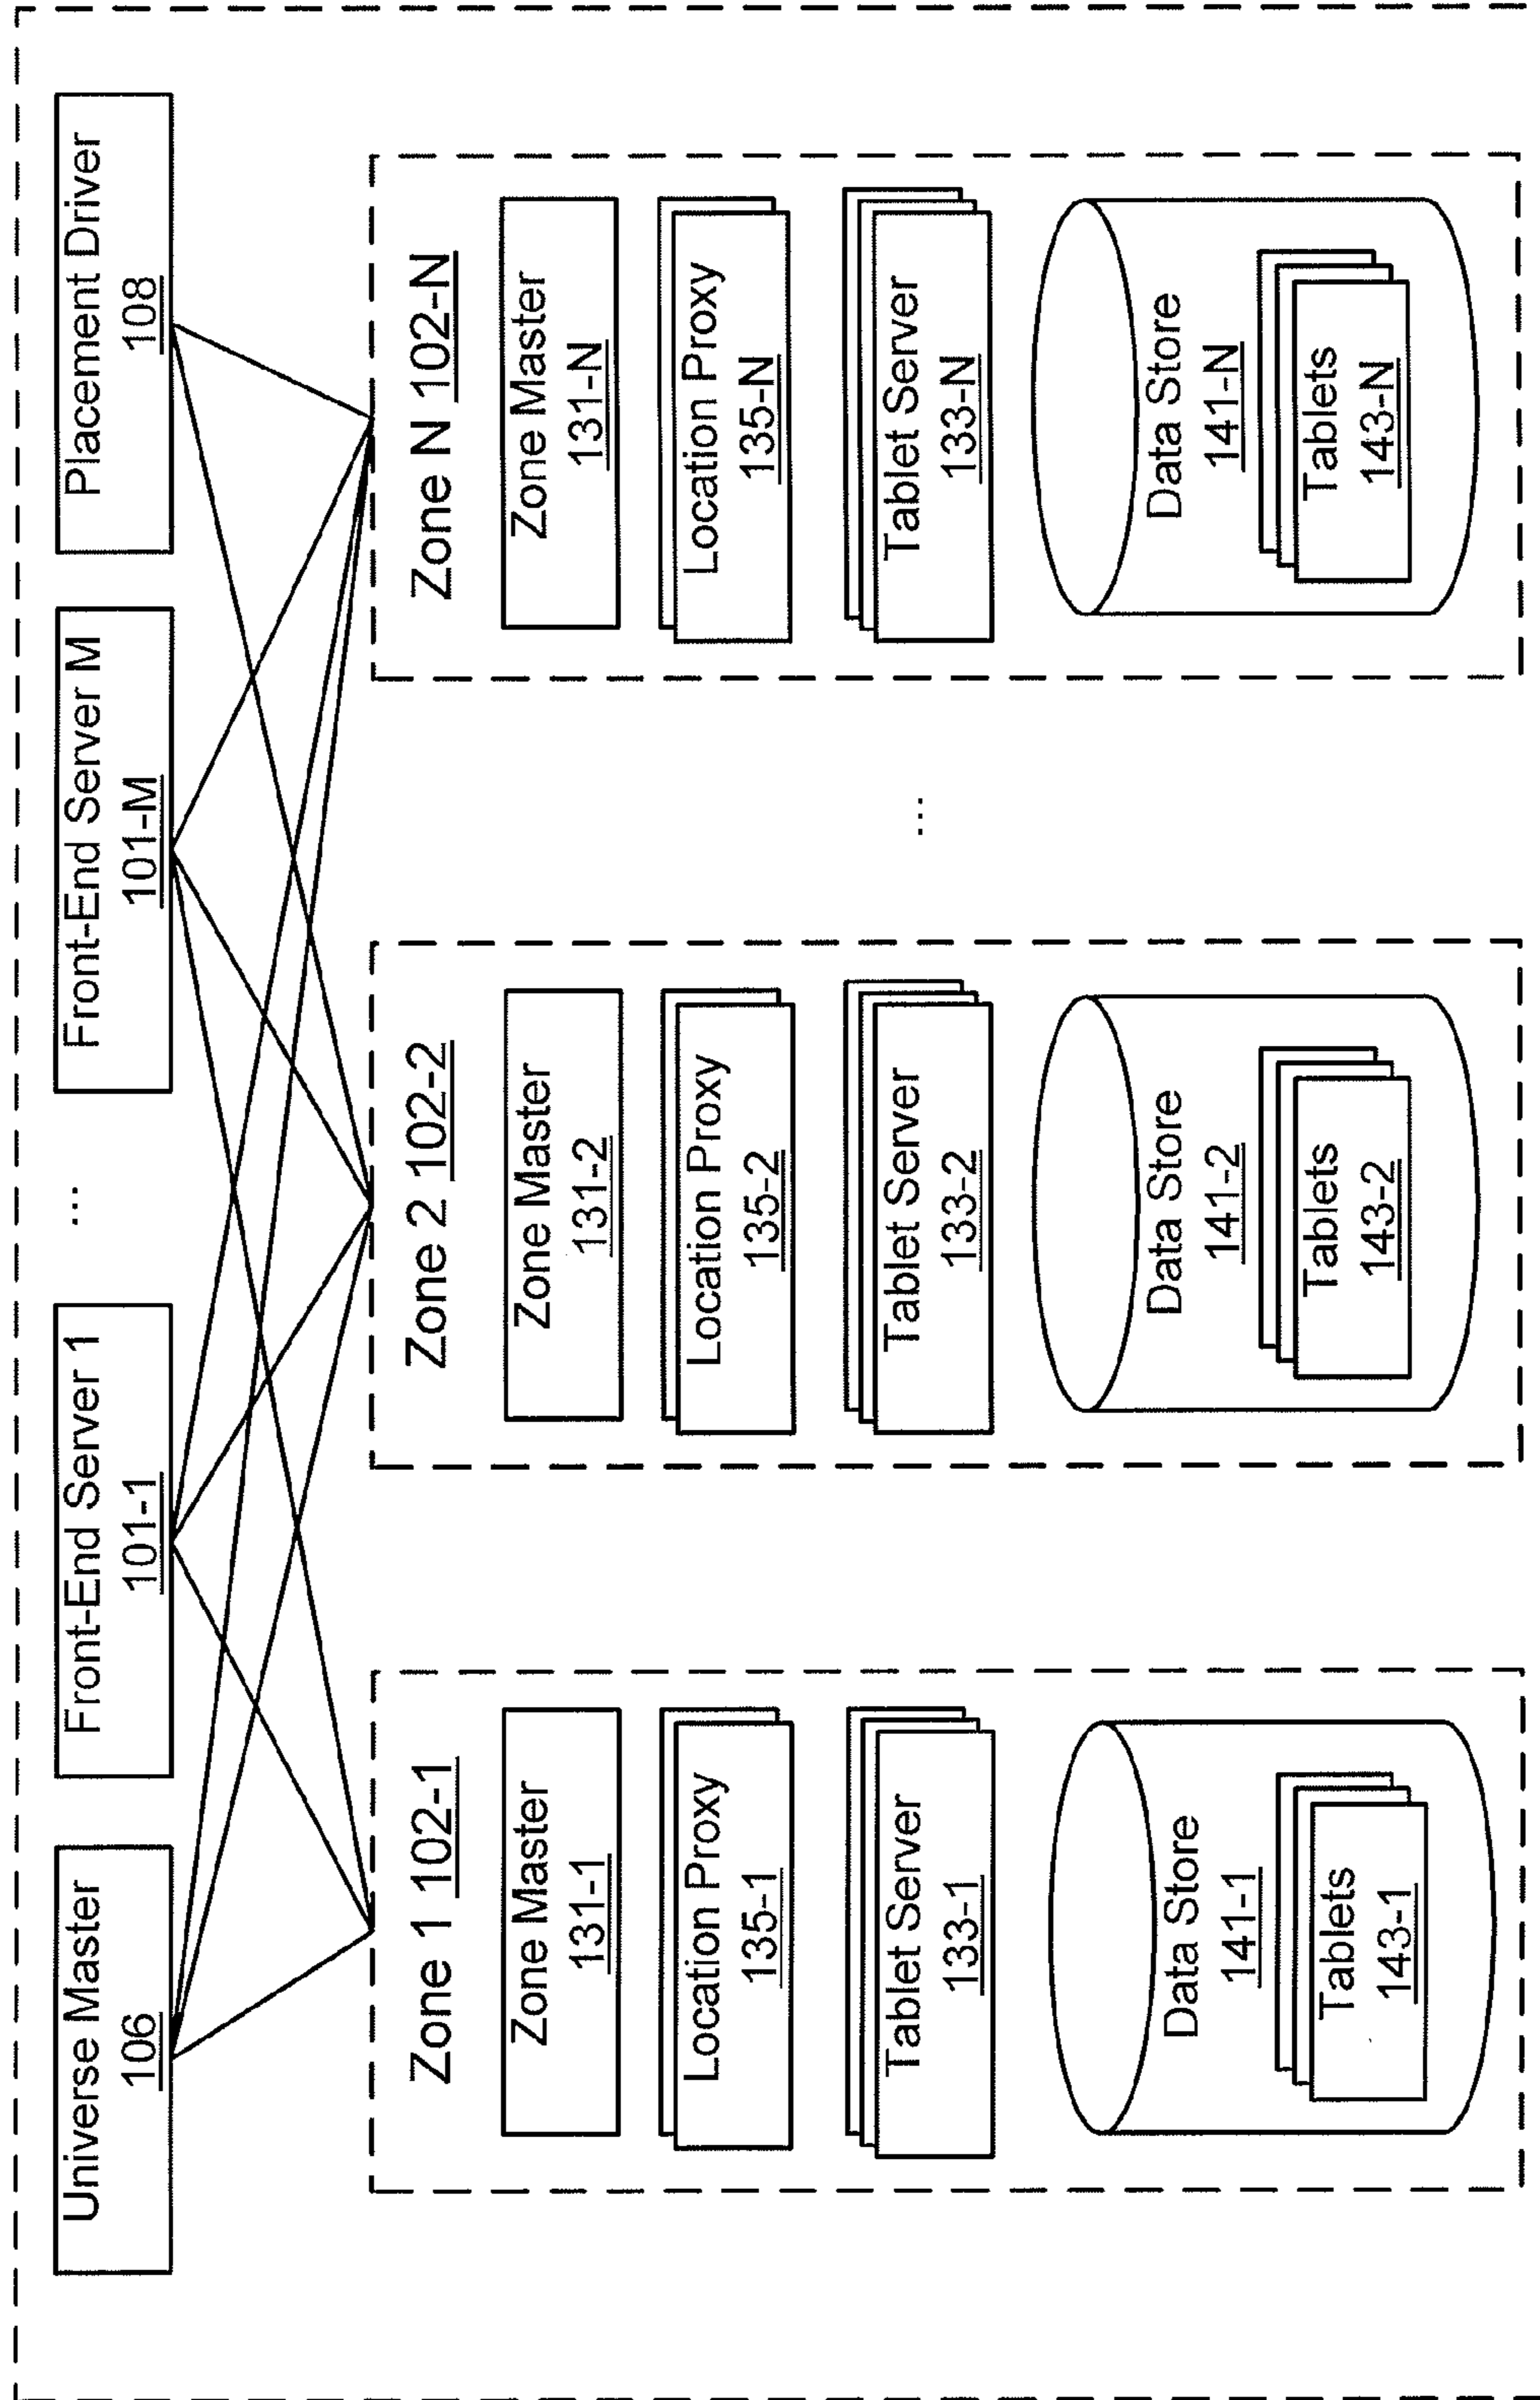 Universe Master
106
Front-End Server 1
101-1
...
Front-End Server M
101-M
Placement Driver
108
Zone 1 102-1
Zone Master
131-1
Location Proxy
135-1
Tablet Server
133-1
Data Store
141-1
Tablets
143-1
Zone 2 102-2
Zone Master
131-2
Location Proxy
135-2
Tablet Server
133-2
Data Store
141-2
Tablets
143-2
...
Zone N 102-N
Zone Master
131-N
Location Proxy
135-N
Tablet Server
133-N
Data Store
141-N
Tablets
143-N